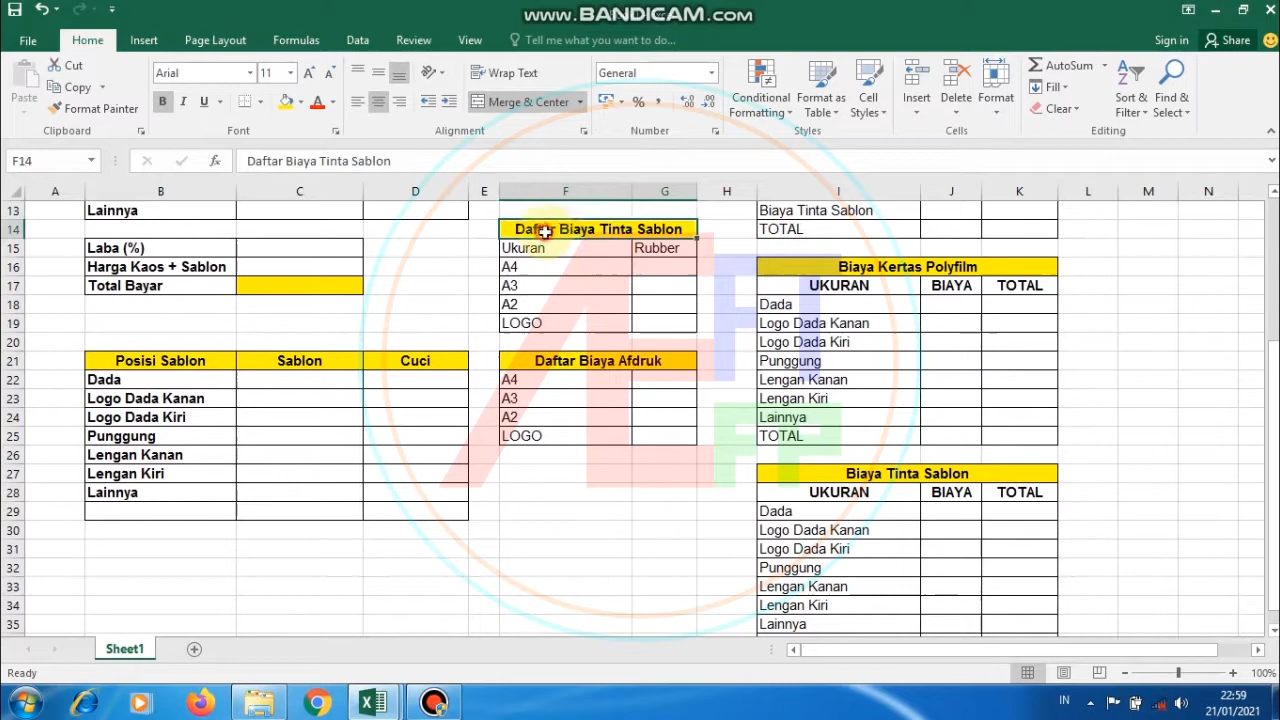 www.BANDICAM.com
File Home Insert Page Layout Formulas Data Review View Tell me what you want to do... Sign in Share
Paste
Cut
Copy
Format Painter
Clipboard
Arial 11
B I U
Font
Wrap Text
Merge & Center
Alignment
General
%
Number
Conditional Formatting
Format as Table
Cell Styles
Styles
Insert Delete Format
Cells
AutoSum
Fill
Clear
Sort & Filter
Find & Select
Editing
F14 fx Daftar Biaya Tinta Sablon
A B C D E F G H I J K L M N
13 Lainnya Biaya Tinta Sablon
14 Daftar Biaya Tinta Sablon TOTAL
15 Laba (%) Ukuran Rubber
16 Harga Kaos + Sablon A4 Biaya Kertas Polyfilm
17 Total Bayar A3 UKURAN BIAYA TOTAL
18 A2 Dada
19 LOGO Logo Dada Kanan
20 Logo Dada Kiri
21 Posisi Sablon Sablon Cuci Daftar Biaya Afdruk Punggung
22 Dada A4 Lengan Kanan
23 Logo Dada Kanan A3 Lengan Kiri
24 Logo Dada Kiri A2 Lainnya
25 Punggung LOGO TOTAL
26 Lengan Kanan
27 Lengan Kiri Biaya Tinta Sablon
28 Lainnya UKURAN BIAYA TOTAL
29 Dada
30 Logo Dada Kanan
31 Logo Dada Kiri
32 Punggung
33 Lengan Kanan
34 Lengan Kiri
35 Lainnya
Sheet1
Ready 100%
IN 22:59
21/01/2021